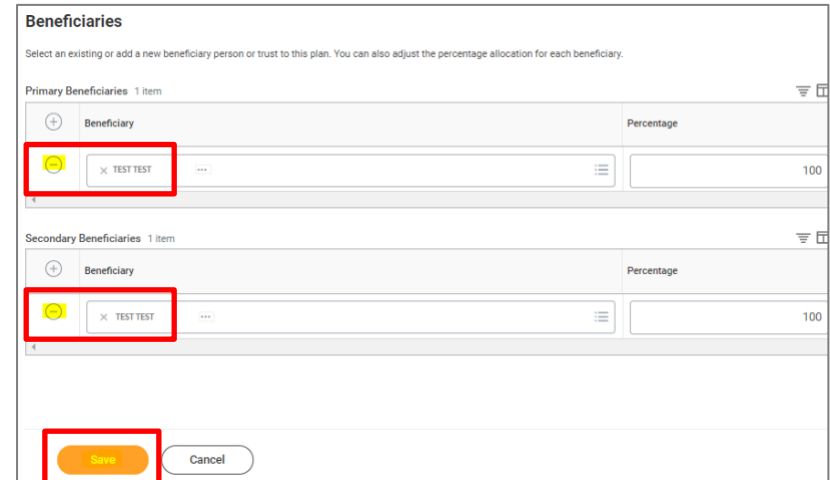 Beneficiaries
Select an existing or add a new beneficiary person or trust to this plan. You can also adjust the percentage allocation for each beneficiary.
Primary Beneficiaries 1 item
Beneficiary Percentage
× TEST TEST 100
Secondary Beneficiaries 1 item
Beneficiary Percentage
× TEST TEST 100
Save Cancel